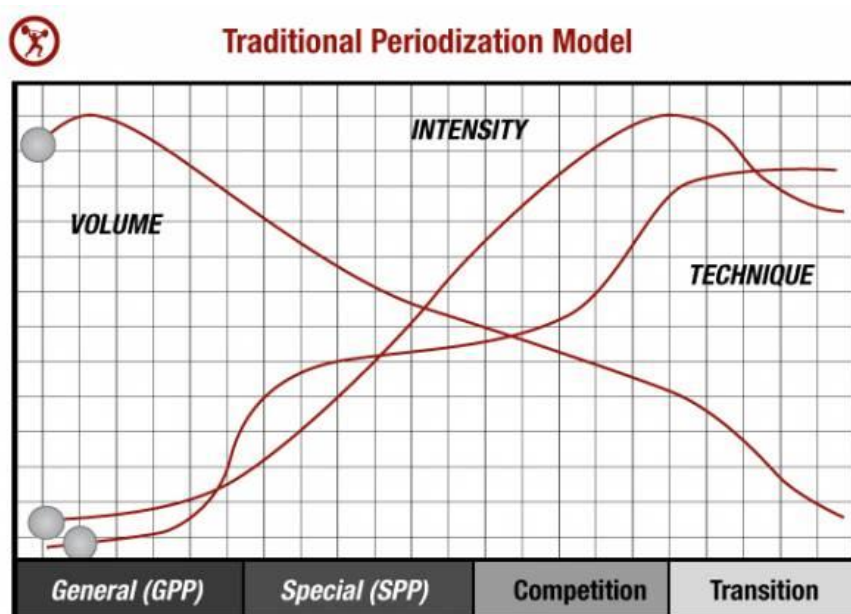 Traditional Periodization Model
INTENSITY
VOLUME
TECHNIQUE
General (GPP)
Special (SPP)
Competition
Transition